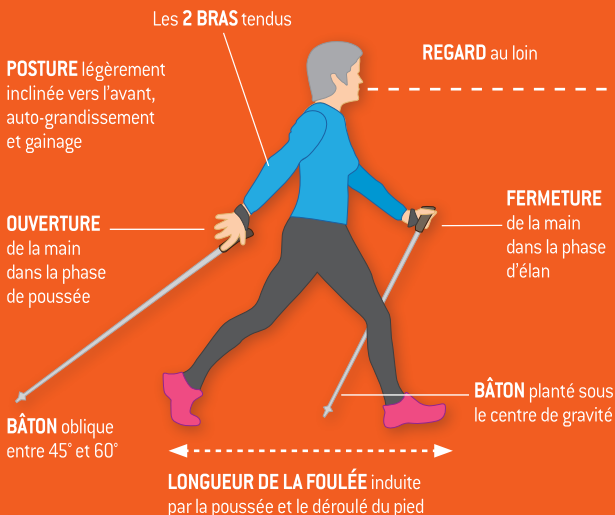 Les 2 BRAS tendus
REGARD au loin
POSTURE légèrement
inclinée vers l'avant,
auto-grandissement
et gainage
FERMETURE
de la main
dans la phase
d'élan
OUVERTURE
de la main
dans la phase
de poussée
BÂTON planté sous
le centre de gravité
BÂTON oblique
entre 45° et 60°
LONGUEUR DE LA FOULÉE induite
par la poussée et le déroulé du pied